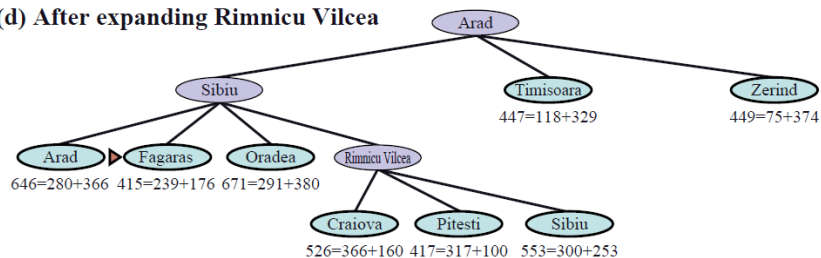 (d) After expanding Rimnicu Vilcea
Arad
Sibiu
Timisoara
Zerind
447=118+329
449=75+374
Arad
Fagaras
Oradea
Rimnicu Vilcea
646=280+366
415=239+176
671=291+380
Craiova
Pitesti
Sibiu
526=366+160
417=317+100
553=300+253